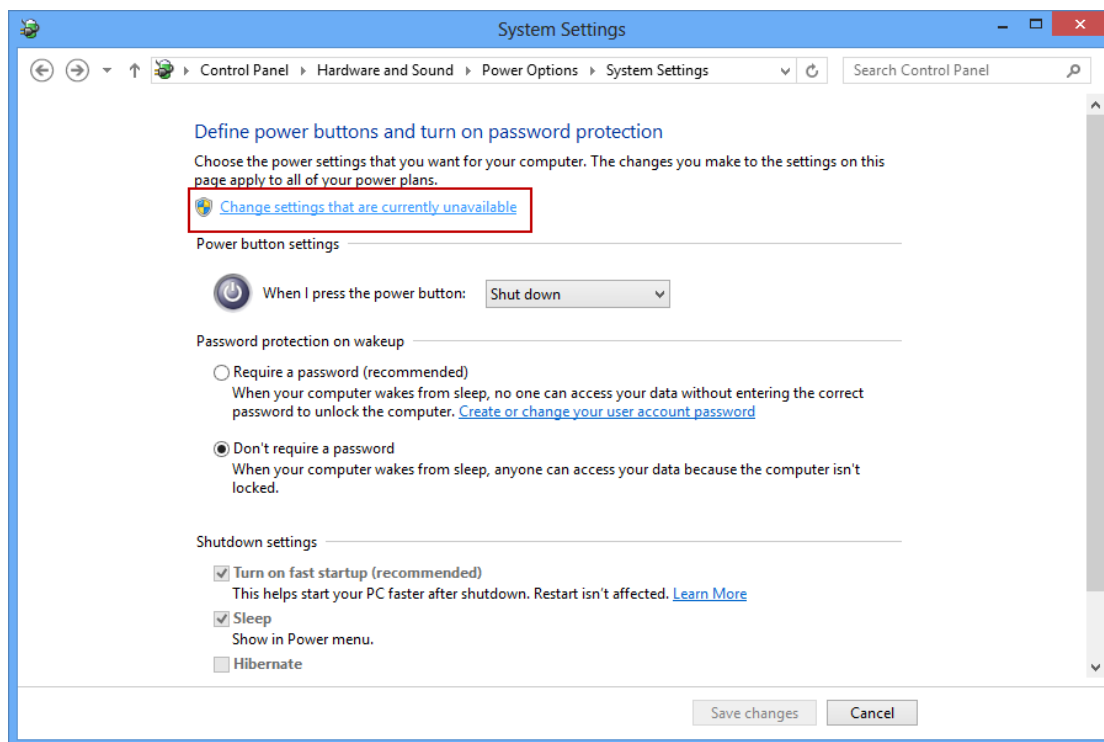 System Settings
Control Panel Hardware and Sound Power Options System Settings Search Control Panel
Define power buttons and turn on password protection
Choose the power settings that you want for your computer. The changes you make to the settings on this
page apply to all of your power plans.
Change settings that are currently unavailable
Power button settings
When I press the power button: Shut down
Password protection on wakeup
Require a password (recommended)
When your computer wakes from sleep, no one can access your data without entering the correct
password to unlock the computer. Create or change your user account password
Don't require a password
When your computer wakes from sleep, anyone can access your data because the computer isn't
locked.
Shutdown settings
Turn on fast startup (recommended)
This helps start your PC faster after shutdown. Restart isn't affected. Learn More
Sleep
Show in Power menu.
Hibernate
Save changes Cancel